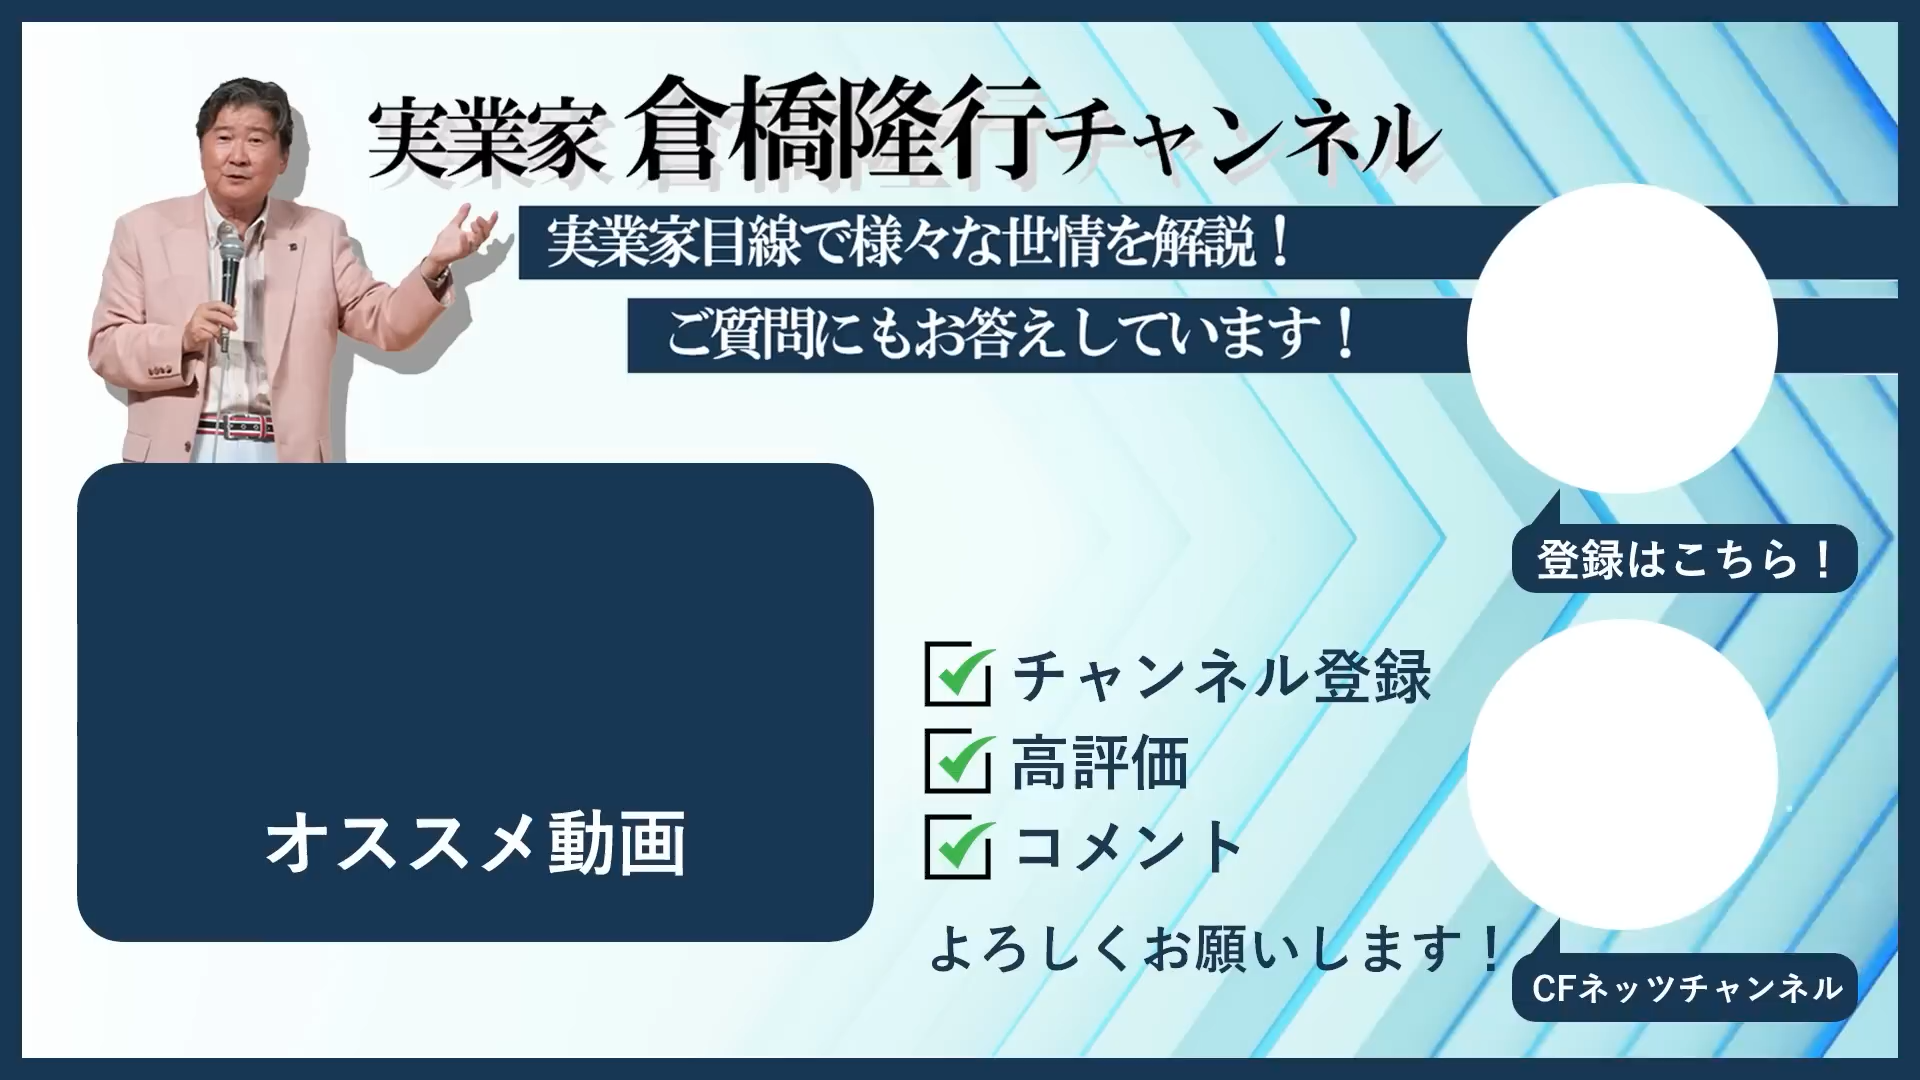 実業家 倉橋隆行チャンネル
実業家目線で様々な世情を解説！
ご質問にもお答えしています！
登録はこちら！
チャンネル登録
高評価
コメント
オススメ動画
よろしくお願いします！
CFネッツチャンネル